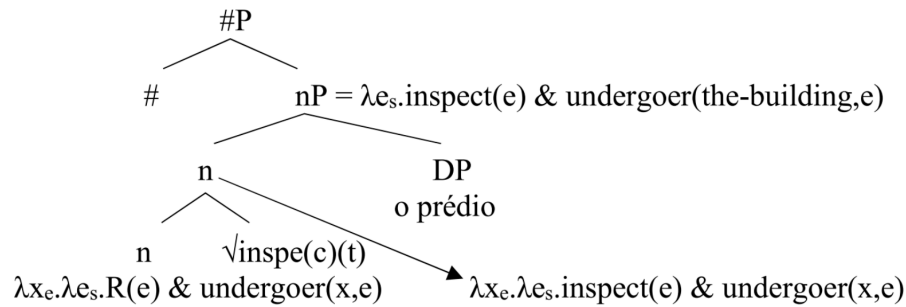 #P
# nP = λeₛ.inspect(e) & undergoer(the-building,e)
n DP
o prédio
n √inspe(c)(t)
λxₑ.λeₛ.R(e) & undergoer(x,e) λxₑ.λeₛ.inspect(e) & undergoer(x,e)